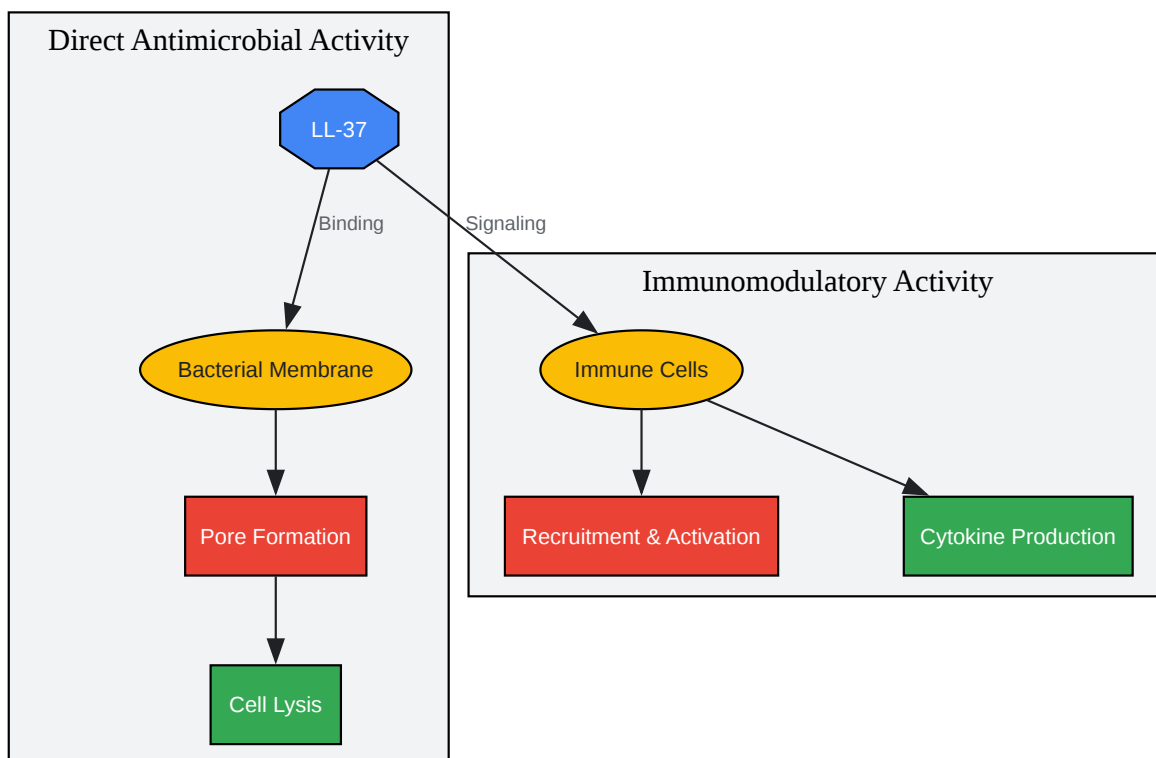 Direct Antimicrobial Activity
LL-37
Binding
Signaling
Immunomodulatory Activity
Bacterial Membrane
Immune Cells
Pore Formation
Recruitment & Activation
Cytokine Production
Cell Lysis